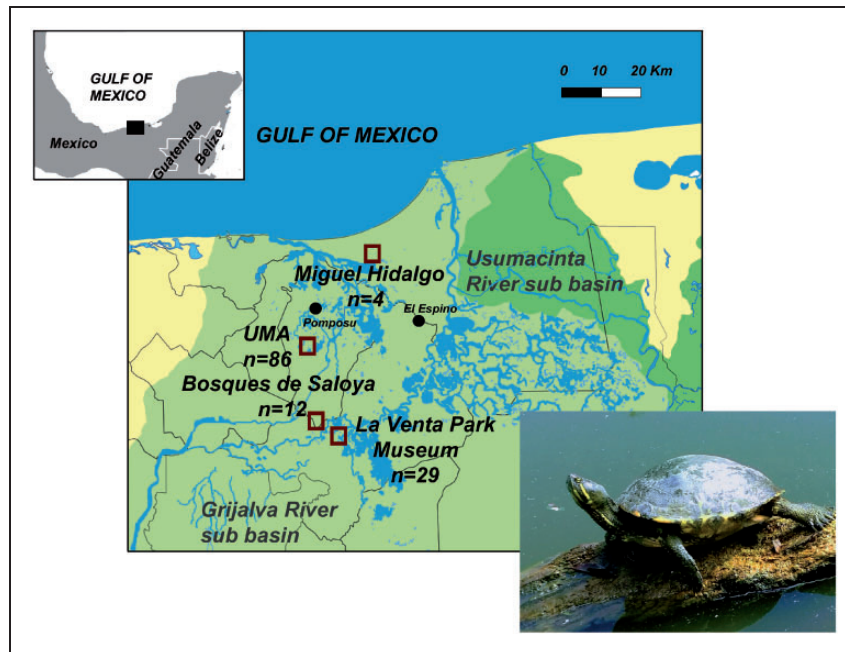 GULF OF
MEXICO
Mexico
Guatemala
Belize
0 10 20 Km
GULF OF MEXICO
Usumacinta
River sub basin
Miguel Hidalgo
n=4
El Espino
Pomposu
UMA
n=86
Bosques de Saloya
n=12
La Venta Park
Museum
n=29
Grijalva River
sub basin